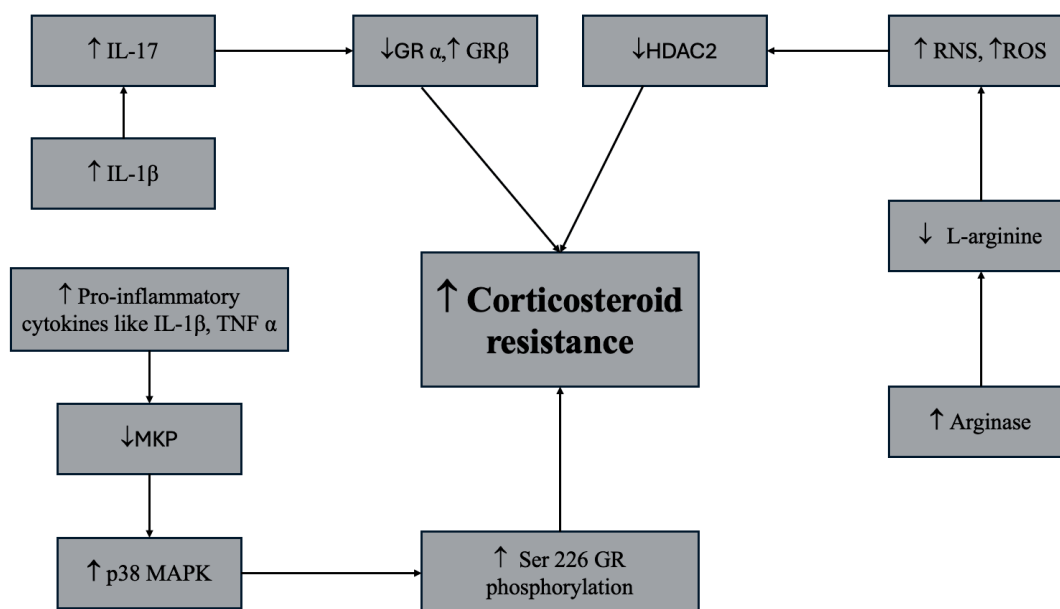 ↑ IL-17
↓GR α,↑ GRβ
↓HDAC2
↑ RNS, ↑ROS
↑ IL-1β
↓ L-arginine
↑ Pro-inflammatory
cytokines like IL-1β, TNF α
↑ Corticosteroid
resistance
↓MKP
↑ Arginase
↑ p38 MAPK
↑ Ser 226 GR
phosphorylation